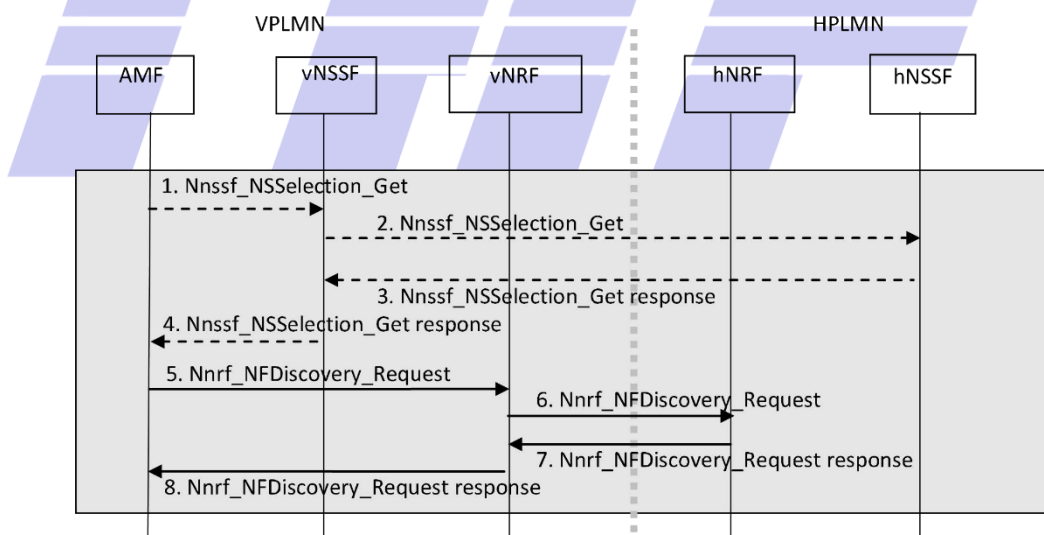 VPLMN
HPLMN
AMF
vNSSF
vNRF
hNRF
hNSSF
1. Nnssf_NSSelection_Get
2. Nnssf_NSSelection_Get
3. Nnssf_NSSelection_Get response
4. Nnssf_NSSelection_Get response
5. Nnrf_NFDiscovery_Request
6. Nnrf_NFDiscovery_Request
7. Nnrf_NFDiscovery_Request response
8. Nnrf_NFDiscovery_Request response